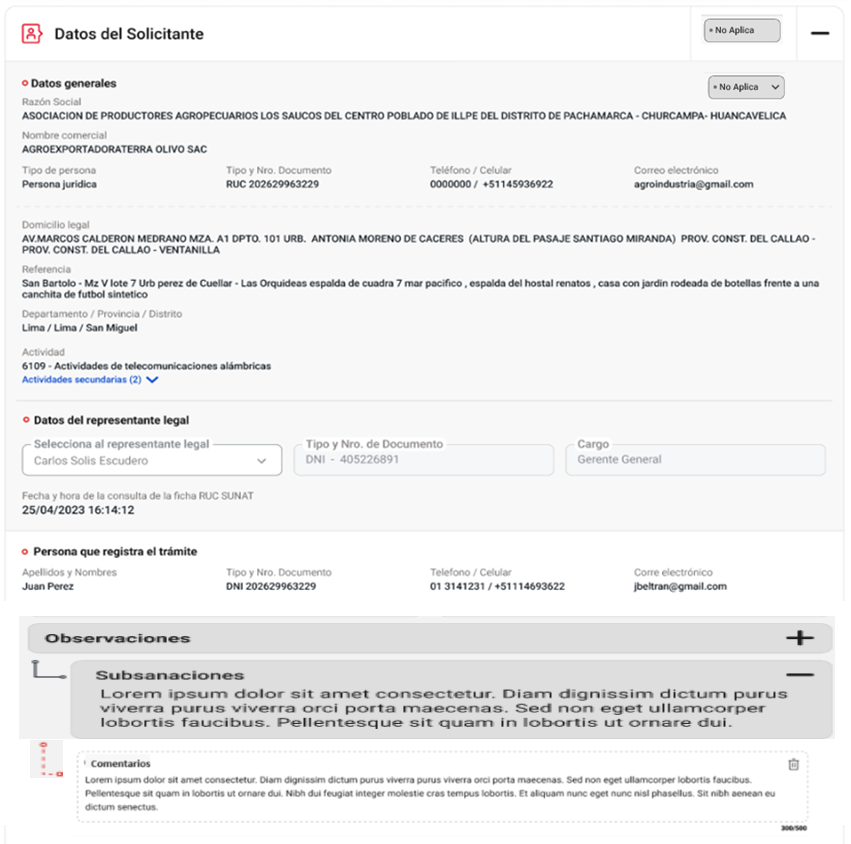 Datos del Solicitante
No Aplica
Datos generales
No Aplica
Razón Social
ASOCIACION DE PRODUCTORES AGROPECUARIOS LOS SAUCOS DEL CENTRO POBLADO DE ILLPE DEL DISTRITO DE PACHAMARCA - CHURCAMPA- HUANCAVELICA
Nombre comercial
AGROEXPORTADORATERRA OLIVO SAC
Tipo de persona Tipo y Nro. Documento Teléfono / Celular Correo electrónico
Persona jurídica RUC 202629963229 0000000 / +51145936922 agroindustria@gmail.com
Domicilio legal
AV.MARCOS CALDERON MEDRANO MZA. A1 DPTO. 101 URB. ANTONIA MORENO DE CACERES (ALTURA DEL PASAJE SANTIAGO MIRANDA) PROV. CONST. DEL CALLAO -
PROV. CONST. DEL CALLAO - VENTANILLA
Referencia
San Bartolo - Mz V lote 7 Urb perez de Cuellar - Las Orquideas espalda de cuadra 7 mar pacifico , espalda del hostal renatos , casa con jardin rodeada de botellas frente a una
canchita de futbol sintetico
Departamento / Provincia / Distrito
Lima / Lima / San Miguel
Actividad
6109 - Actividades de telecomunicaciones alámbricas
Actividades secundarias (2)
Datos del representante legal
Selecciona al representante legal Tipo y Nro. de Documento Cargo
Carlos Solis Escudero DNI - 405226891 Gerente General
Fecha y hora de la consulta de la ficha RUC SUNAT
25/04/2023 16:14:12
Persona que registra el trámite
Apellidos y Nombres Tipo y Nro. Documento Telefono / Celular Corre electrónico
Juan Perez DNI 202629963229 01 3141231 / +51114693622 jbeltran@gmail.com
Observaciones
Subsanaciones
Lorem ipsum dolor sit amet consectetur. Diam dignissim dictum purus
viverra purus viverra orci porta maecenas. Sed non eget ullamcorper
lobortis faucibus. Pellentesque sit quam in lobortis ut ornare dui.
Comentarios
Lorem ipsum dolor sit amet consectetur. Diam dignissim dictum purus viverra purus viverra orci porta maecenas. Sed non eget ullamcorper lobortis faucibus.
Pellentesque sit quam in lobortis ut ornare dui. Nibh dui feugiat integer molestie cras tempus lobortis. Et aliquam nunc eget nunc nisl phasellus. Sit nibh aenean eu
dictum senectus.
300/500